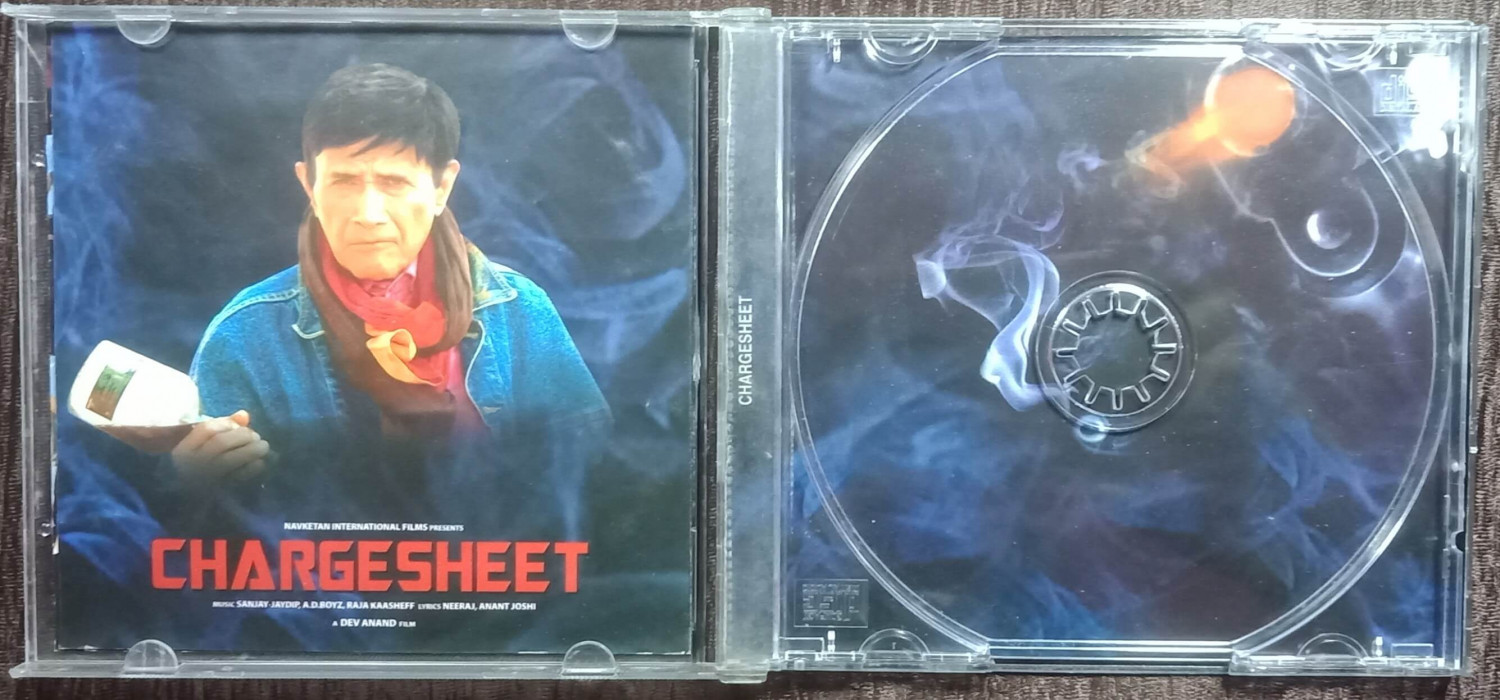 NAVKETAN INTERNATIONAL FILMS PRESENTS
CHARGESHEET
MUSIC SANJAY-JAYDIP, A.D.BOYZ, RAJA KAASHEFF LYRICS NEERAJ, ANANT JOSHI
A DEV ANAND FILM
CHARGESHEET